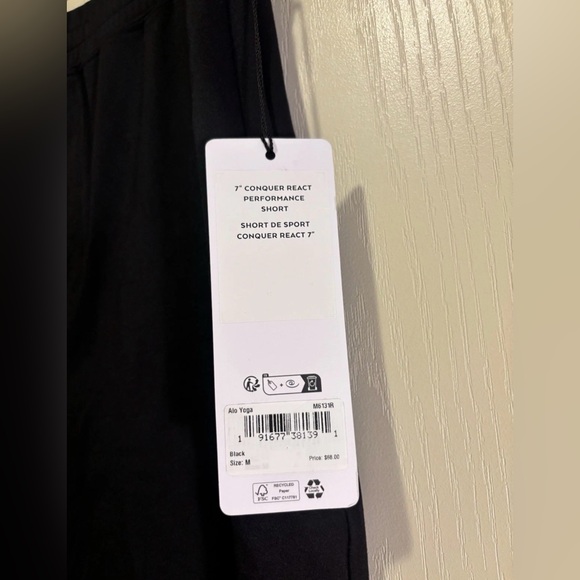 7" CONQUER REACT
PERFORMANCE
SHORT
SHORT DE SPORT
CONQUER REACT 7"
Alo Yoga M6131R
1 91677 38139 1
Black
Size: M Price: $98.00
FSC
RECYCLED
Paper